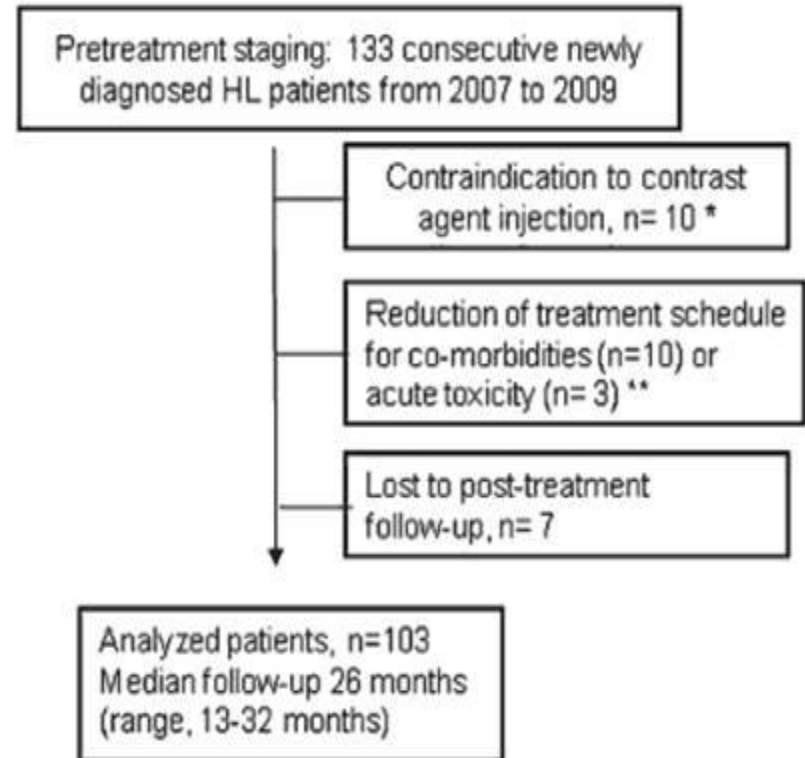 Pretreatment staging: 133 consecutive newly
diagnosed HL patients from 2007 to 2009
Contraindication to contrast
agent injection, n= 10 *
Reduction of treatment schedule
for co-morbidities (n=10) or
acute toxicity (n= 3) **
Lost to post-treatment
follow-up, n= 7
Analyzed patients, n=103
Median follow-up 26 months
(range, 13-32 months)